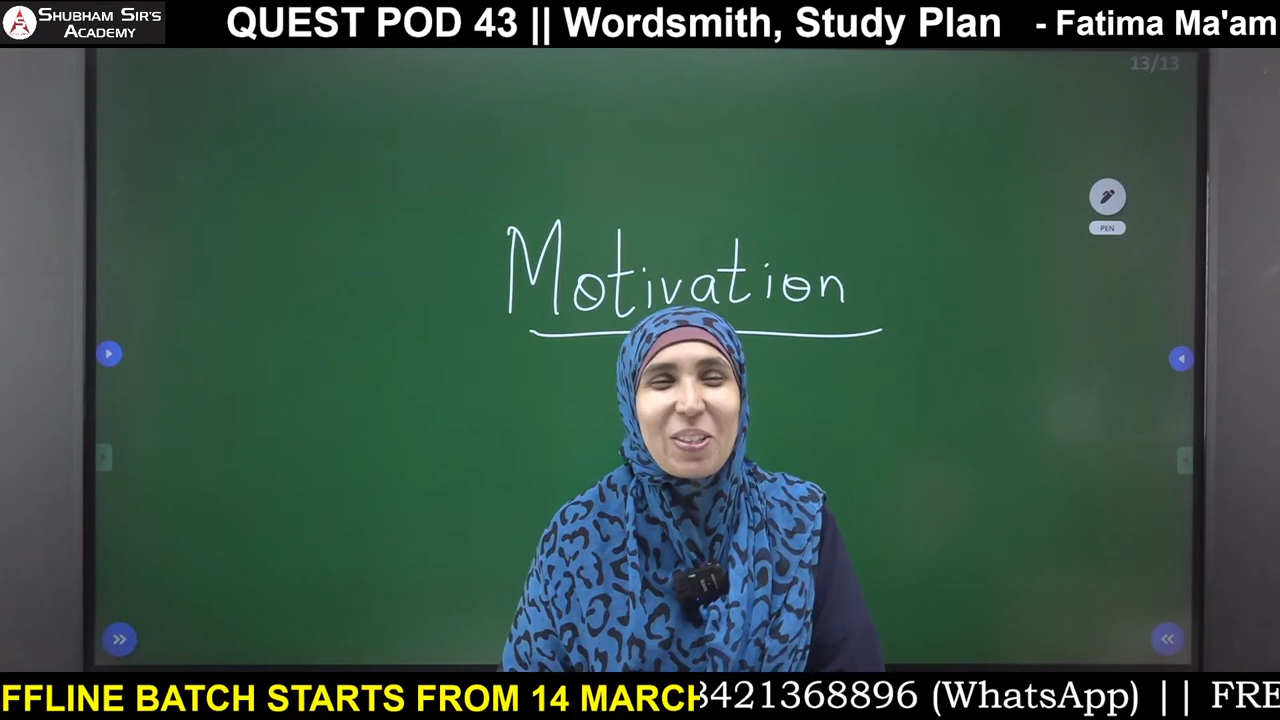 SHUBHAM SIR'S
ACADEMY
QUEST POD 43 || Wordsmith, Study Plan - Fatima Ma'am
13/13
PEN
Motivation
FFLINE BATCH STARTS FROM 14 MARCH
3421368896 (WhatsApp) || FRE